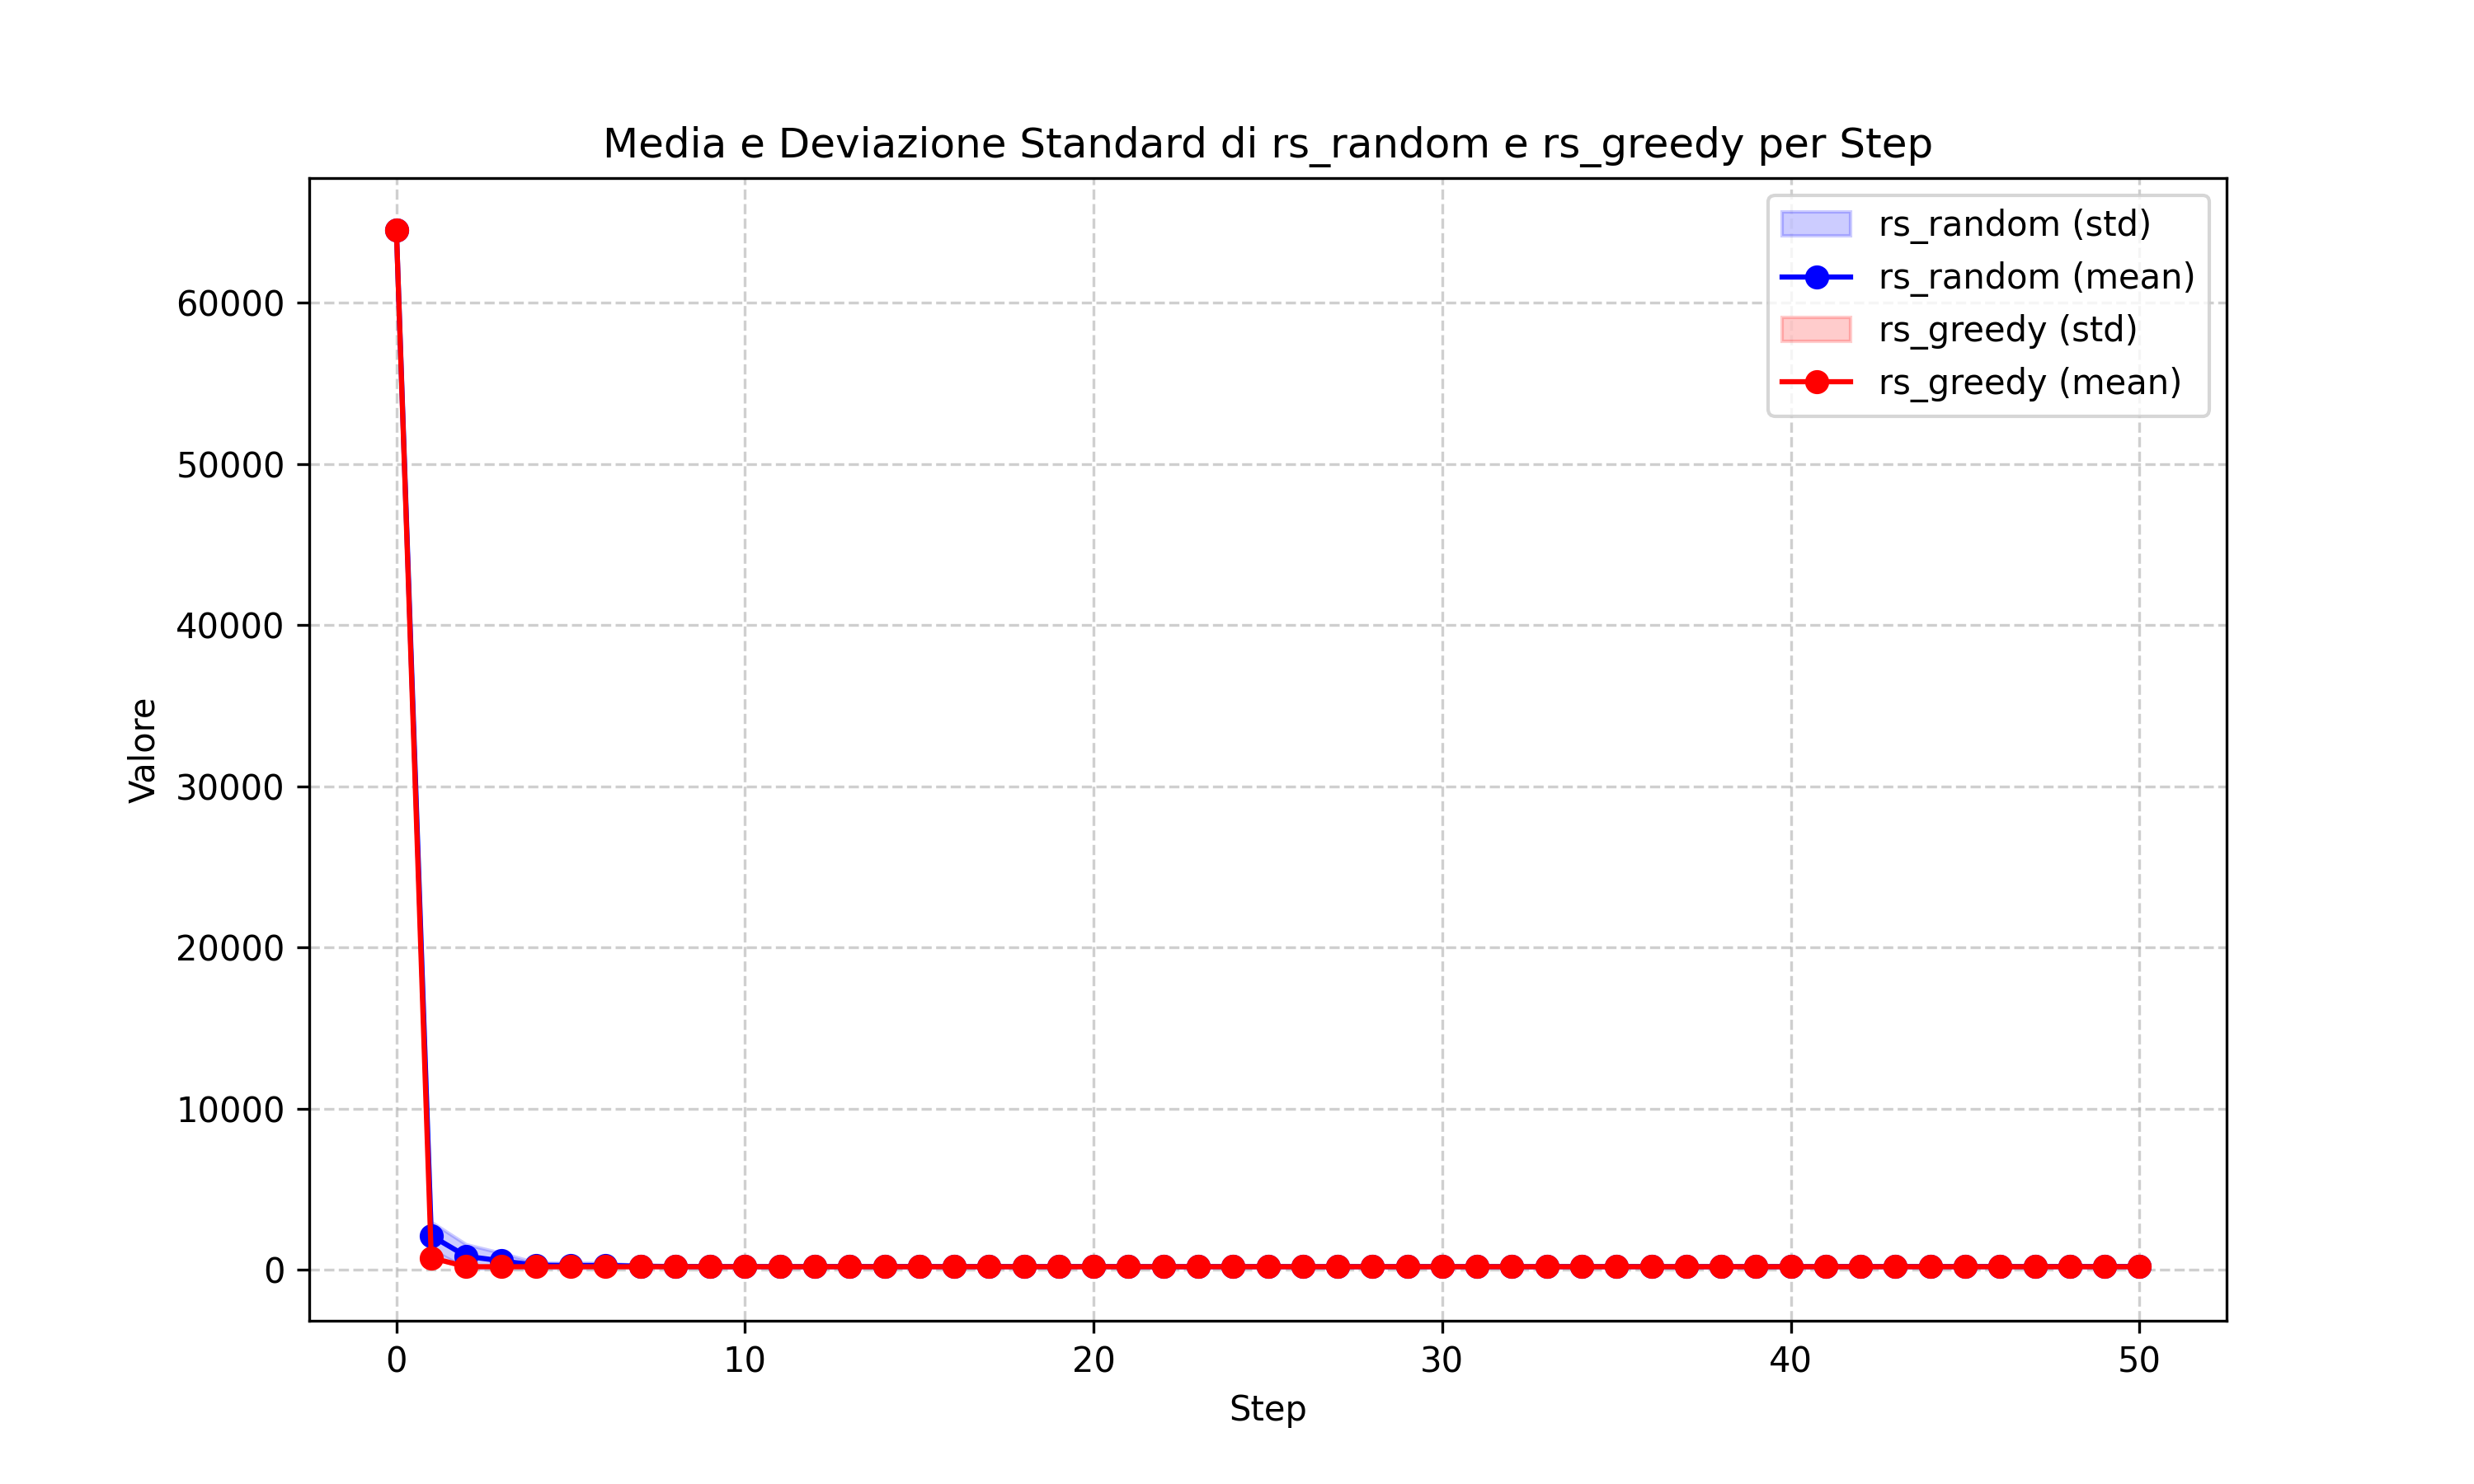 Media e Deviazione Standard di rs_random e rs_greedy per Step
rs_random (std)
rs_random (mean)
rs_greedy (std)
rs_greedy (mean)
Valore
60000
50000
40000
30000
20000
10000
0
0 10 20 30 40 50
Step